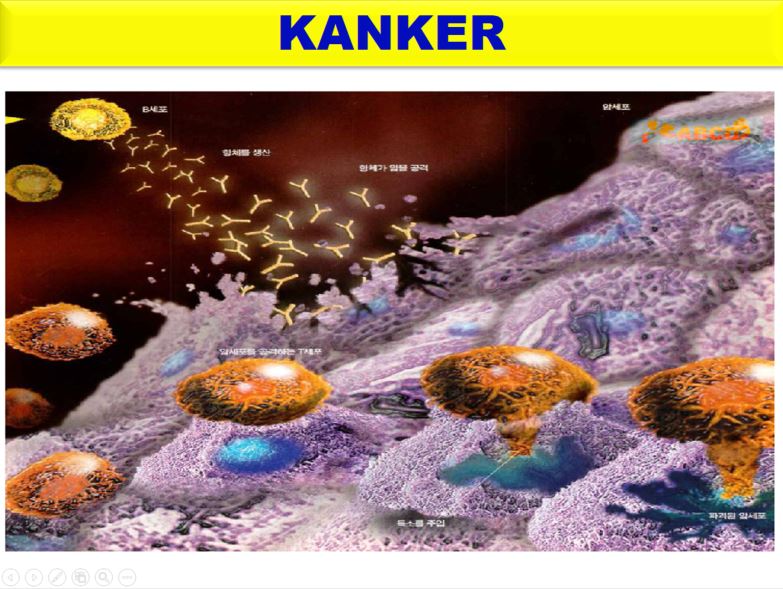 KANKER
B세포
암세포
항체를 생산
항체가 암을 공격
암세포를 공격하는 T세포
독소를 주입
파괴된 암세포